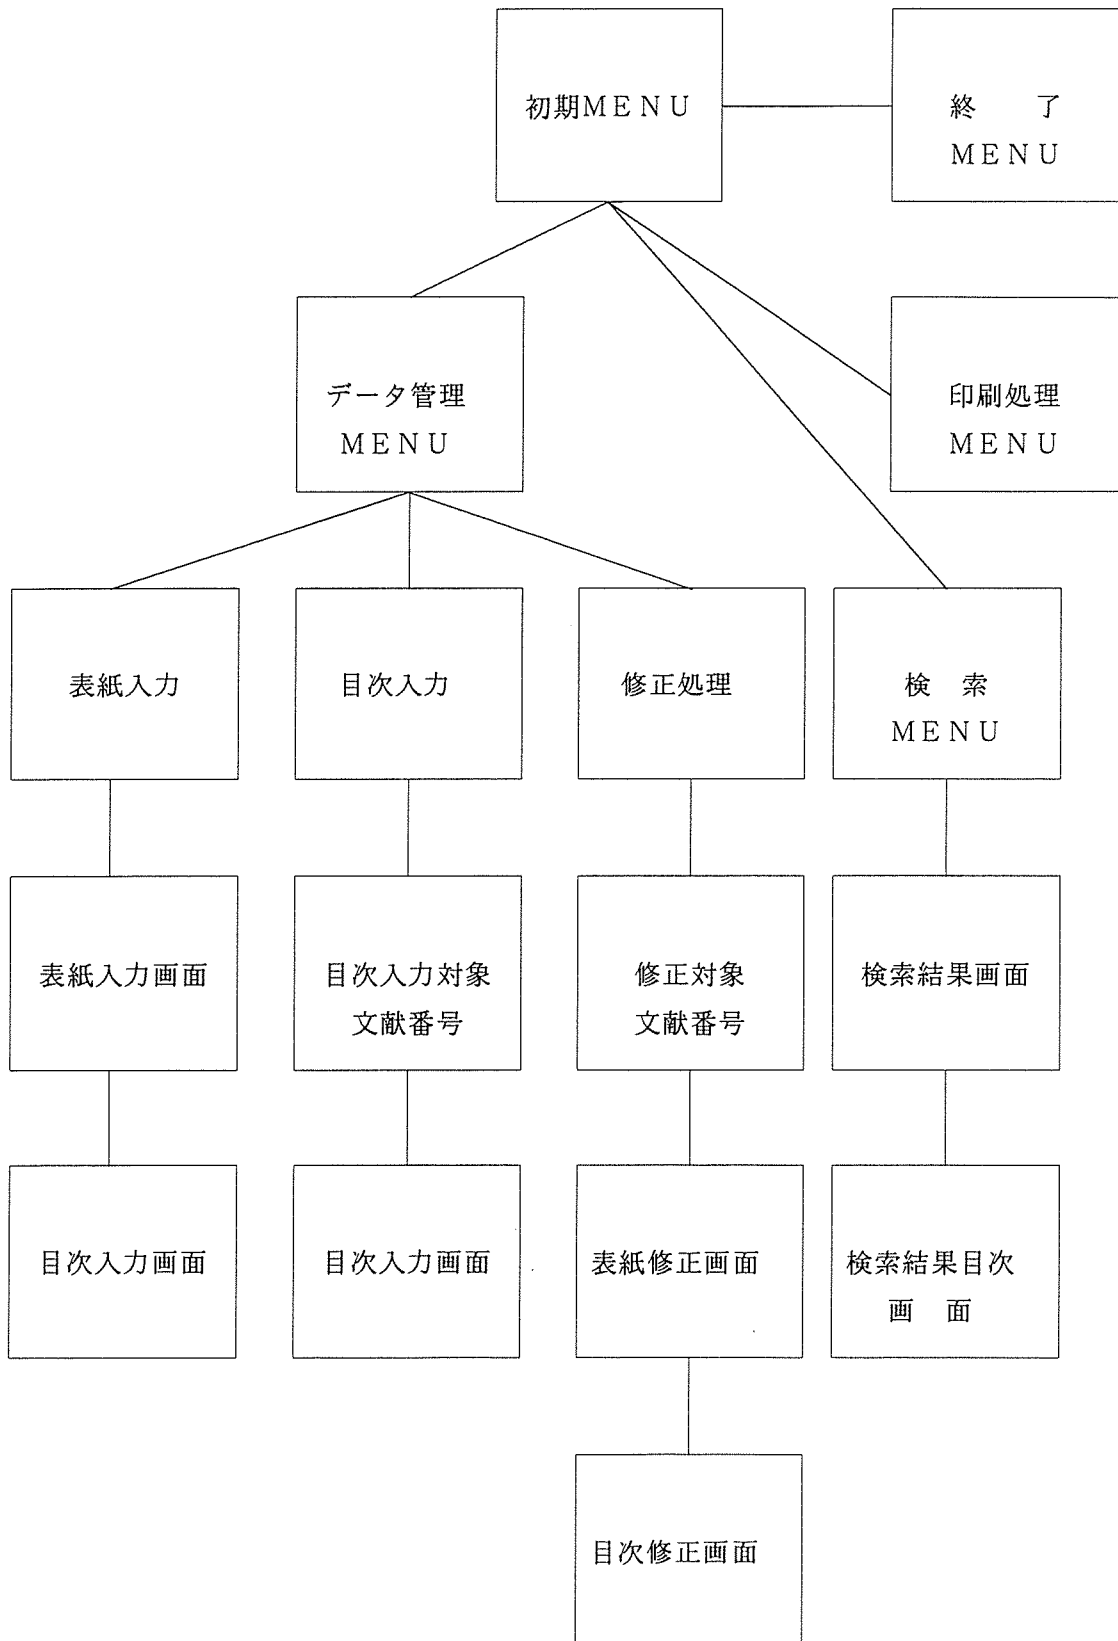 初期MENU
終 了
MENU
データ管理
MENU
印刷処理
MENU
表紙入力
目次入力
修正処理
検 索
MENU
表紙入力画面
目次入力対象
文献番号
修正対象
文献番号
検索結果画面
目次入力画面
目次入力画面
表紙修正画面
検索結果目次
画 面
目次修正画面